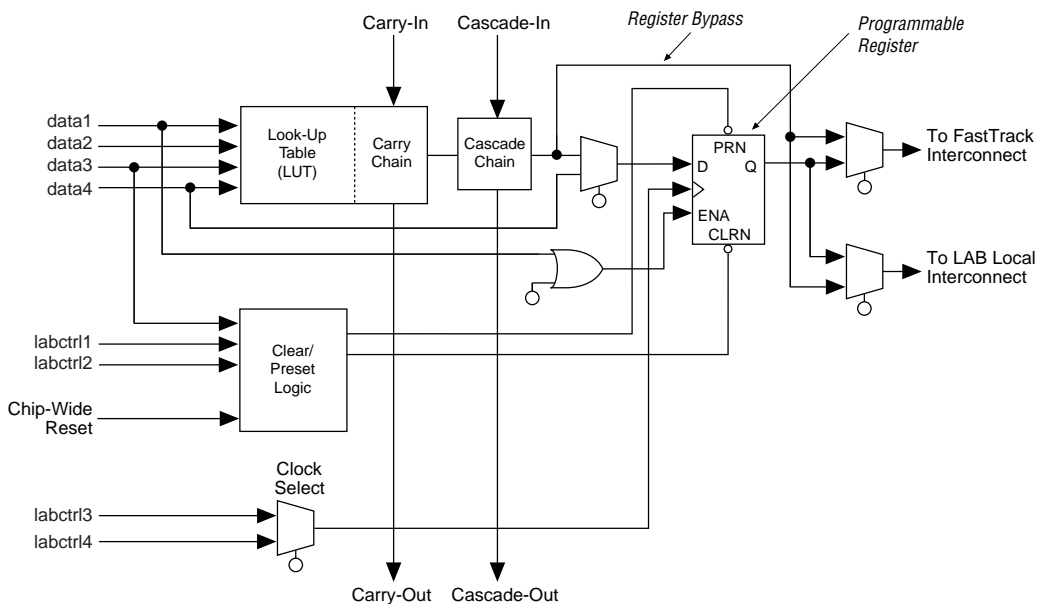 Carry-In
Cascade-In
Register Bypass
Programmable
Register
data1
data2
data3
data4
Look-Up
Table
(LUT)
Carry
Chain
Cascade
Chain
PRN
D
Q
ENA
CLRN
To FastTrack
Interconnect
To LAB Local
Interconnect
labctrl1
labctrl2
Clear/
Preset
Logic
Chip-Wide
Reset
Clock
Select
labctrl3
labctrl4
Carry-Out
Cascade-Out